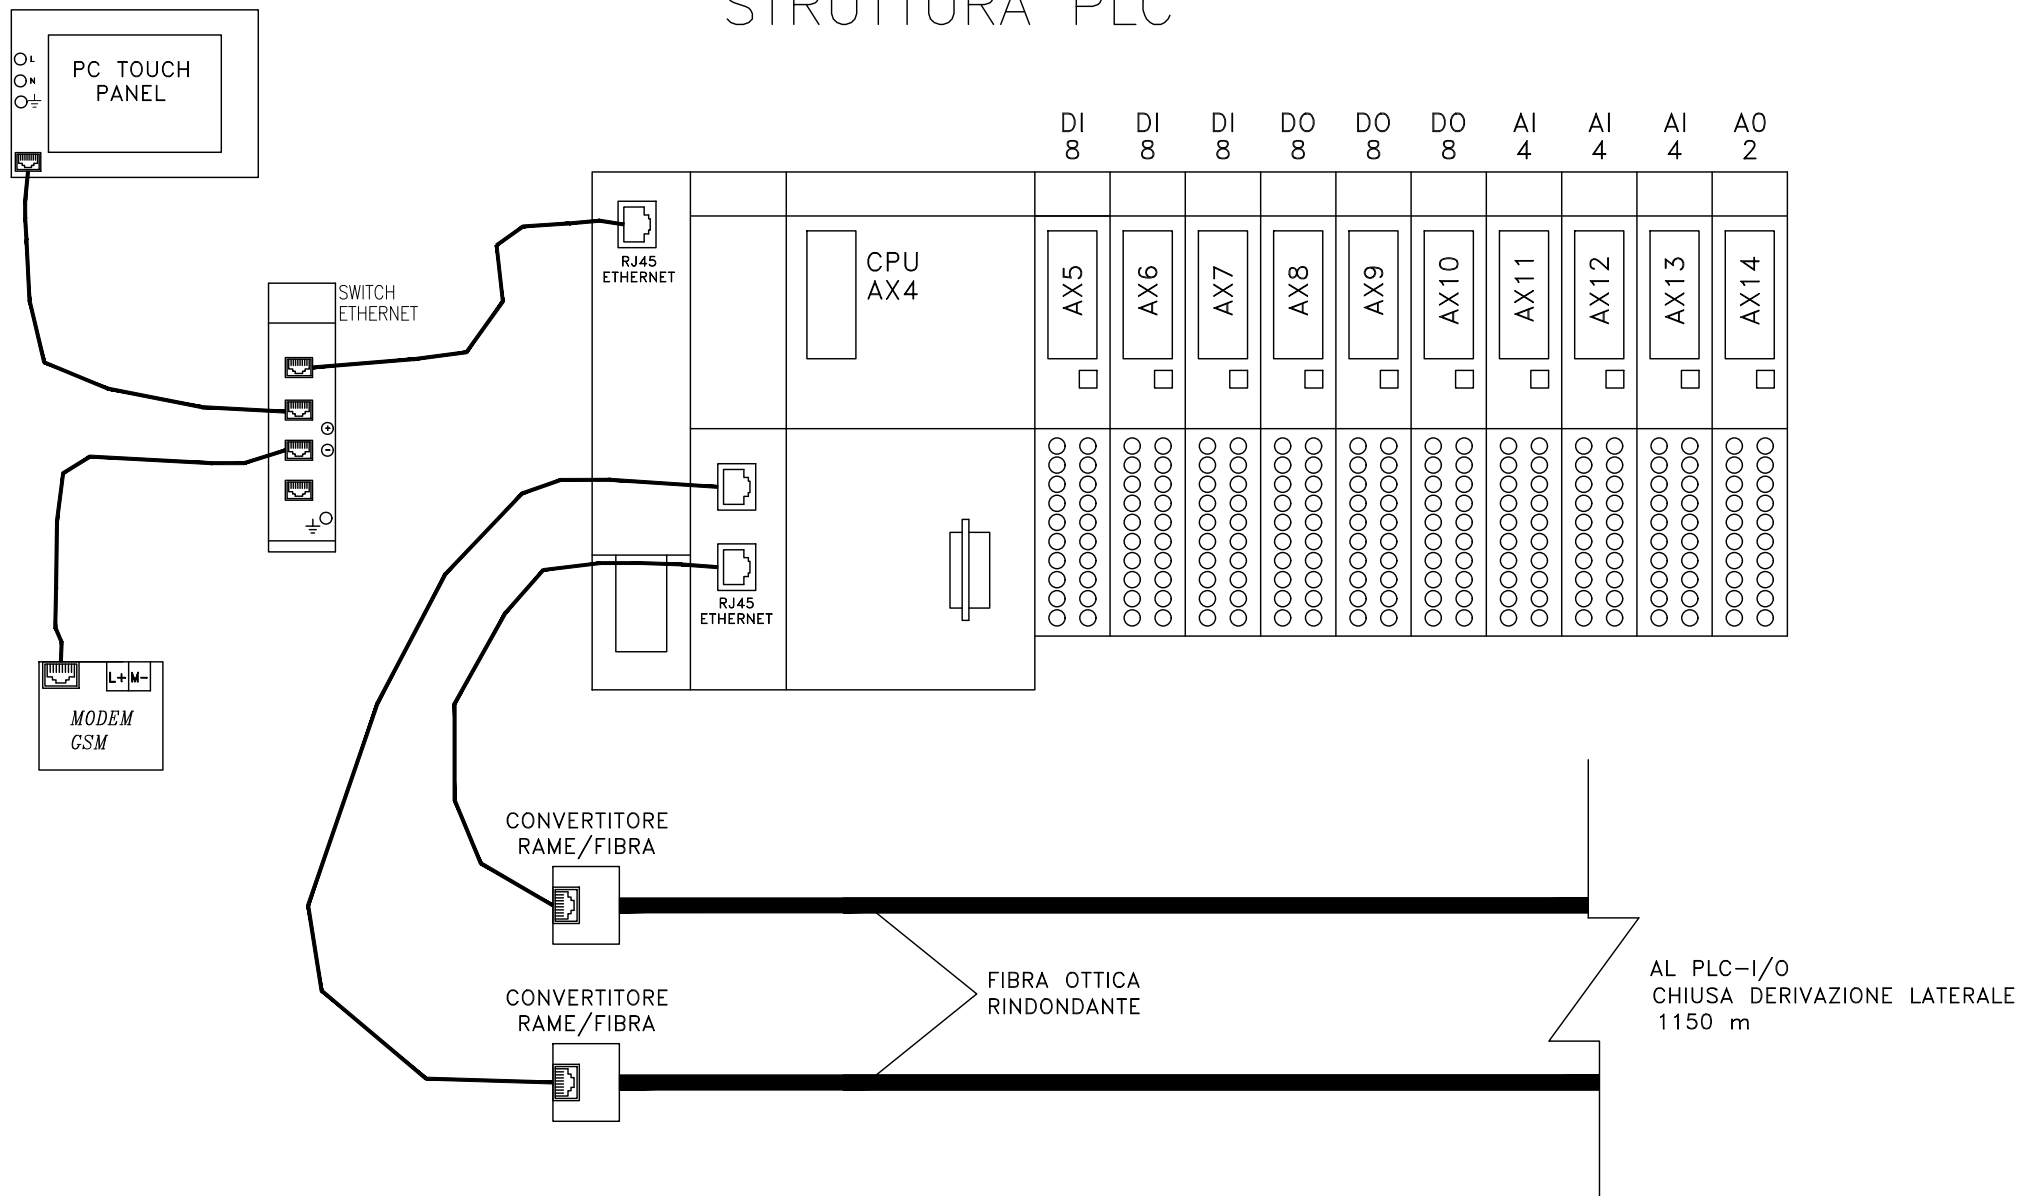 STRUTTURA PLC
L
N
PC TOUCH
PANEL
DI DI DI DO DO DO AI AI AI AO
8 8 8 8 8 8 4 4 4 2
RJ45
ETHERNET
CPU
AX4
AX5 AX6 AX7 AX8 AX9 AX10 AX11 AX12 AX13 AX14
SWITCH
ETHERNET
RJ45
ETHERNET
L+ M-
MODEM
GSM
CONVERTITORE
RAME/FIBRA
FIBRA OTTICA
RINDONDANTE
AL PLC-I/O
CHIUSA DERIVAZIONE LATERALE
1150 m
CONVERTITORE
RAME/FIBRA